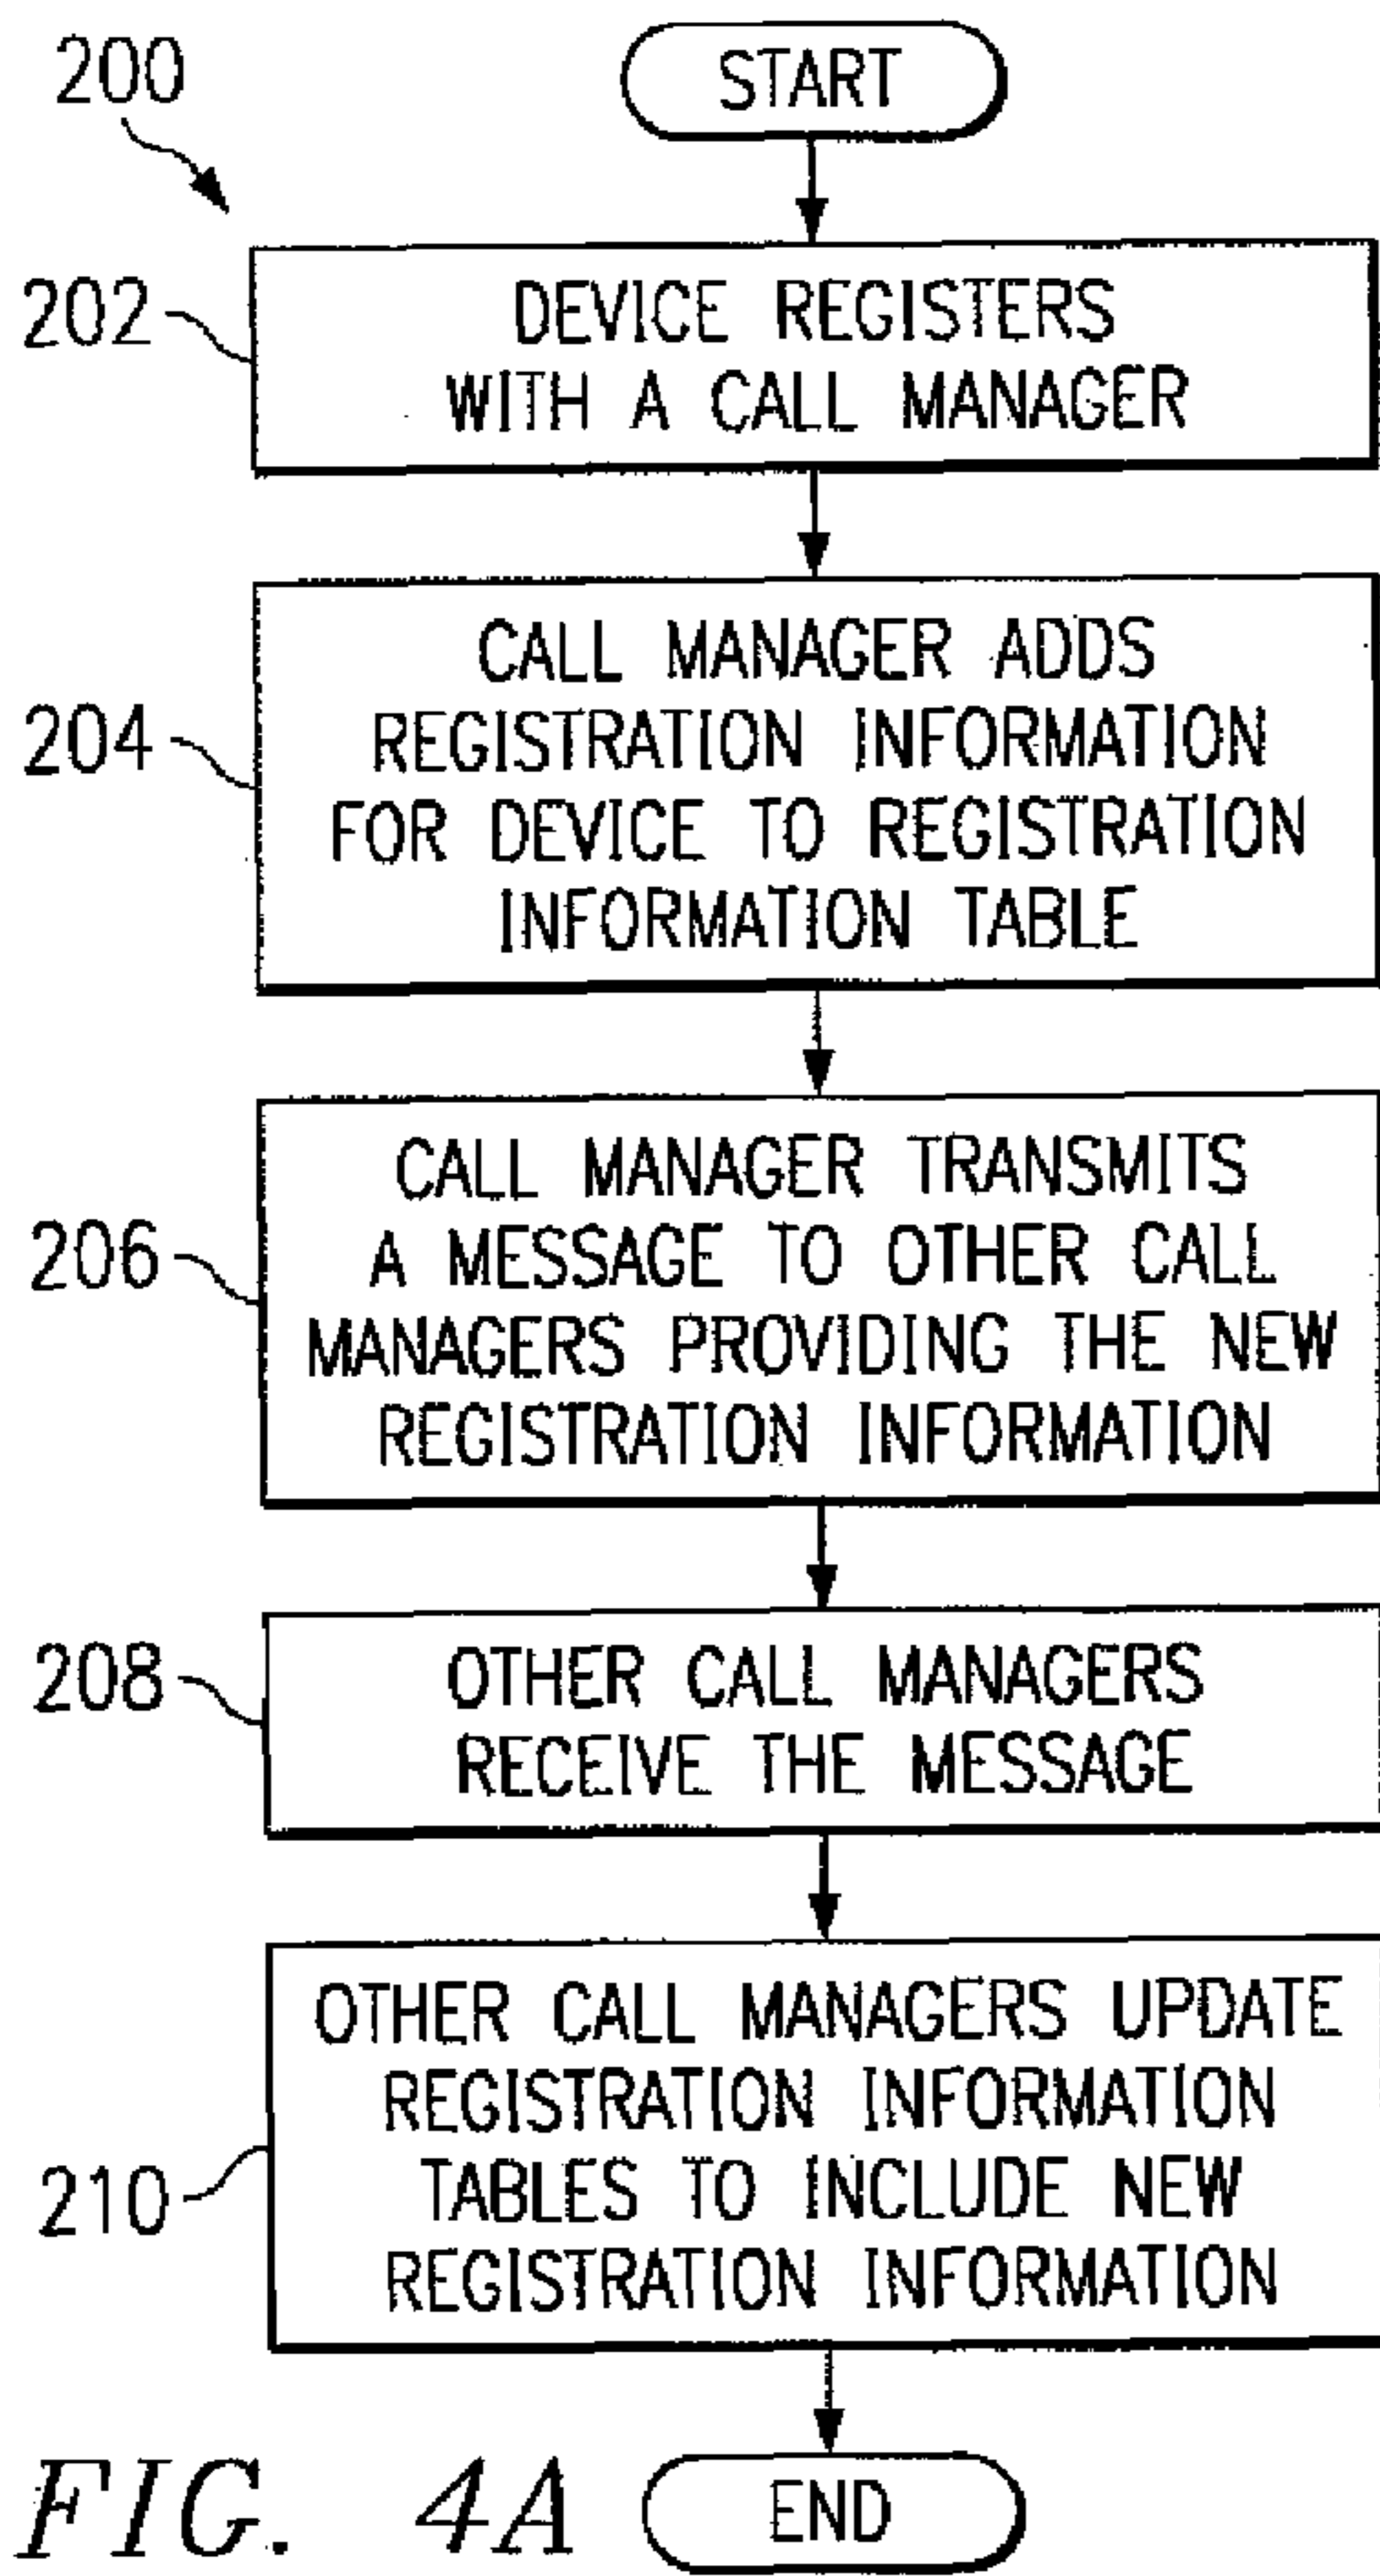 200
START
202
DEVICE REGISTERS
WITH A CALL MANAGER
204
CALL MANAGER ADDS
REGISTRATION INFORMATION
FOR DEVICE TO REGISTRATION
INFORMATION TABLE
206
CALL MANAGER TRANSMITS
A MESSAGE TO OTHER CALL
MANAGERS PROVIDING THE NEW
REGISTRATION INFORMATION
208
OTHER CALL MANAGERS
RECEIVE THE MESSAGE
210
OTHER CALL MANAGERS UPDATE
REGISTRATION INFORMATION
TABLES TO INCLUDE NEW
REGISTRATION INFORMATION
END
FIG. 4A